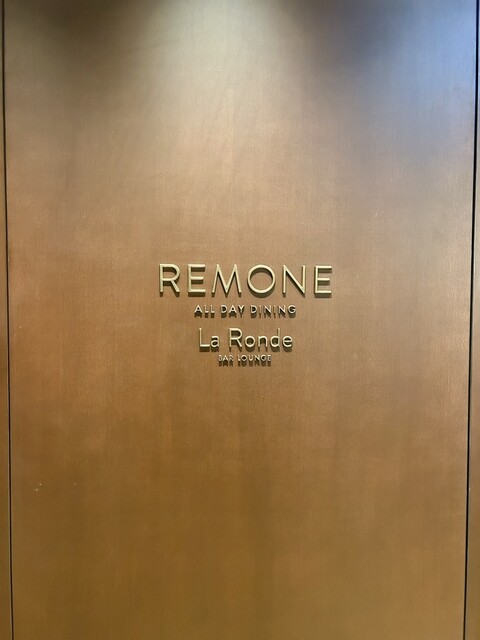 REMONE
ALL DAY DINING
La Ronde
BAR LOUNGE